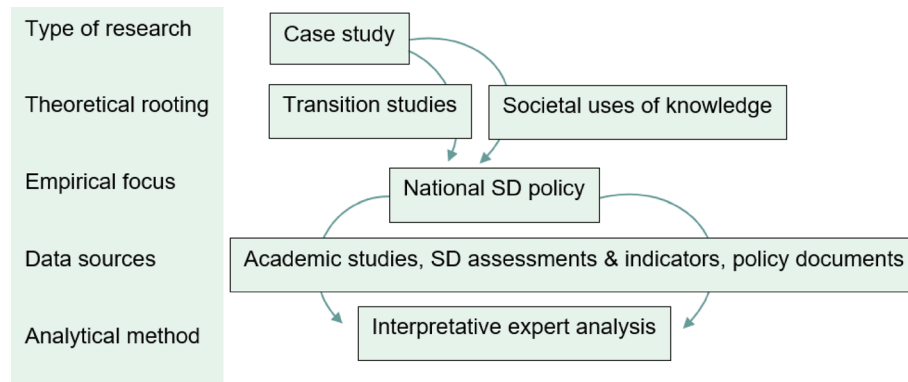 Type of research
Case study
Theoretical rooting
Transition studies
Societal uses of knowledge
Empirical focus
National SD policy
Data sources
Academic studies, SD assessments & indicators, policy documents
Analytical method
Interpretative expert analysis